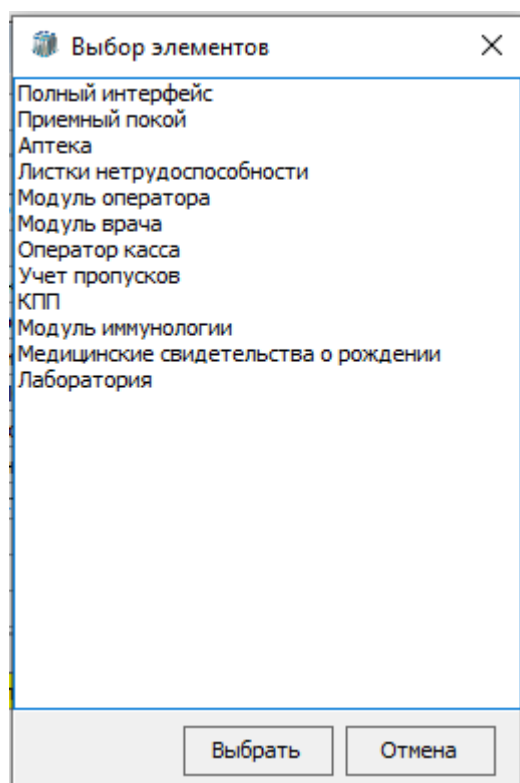 Выбор элементов
Полный интерфейс
Приемный покой
Аптека
Листки нетрудоспособности
Модуль оператора
Модуль врача
Оператор касса
Учет пропусков
КПП
Модуль иммунологии
Медицинские свидетельства о рождении
Лаборатория
Выбрать Отмена